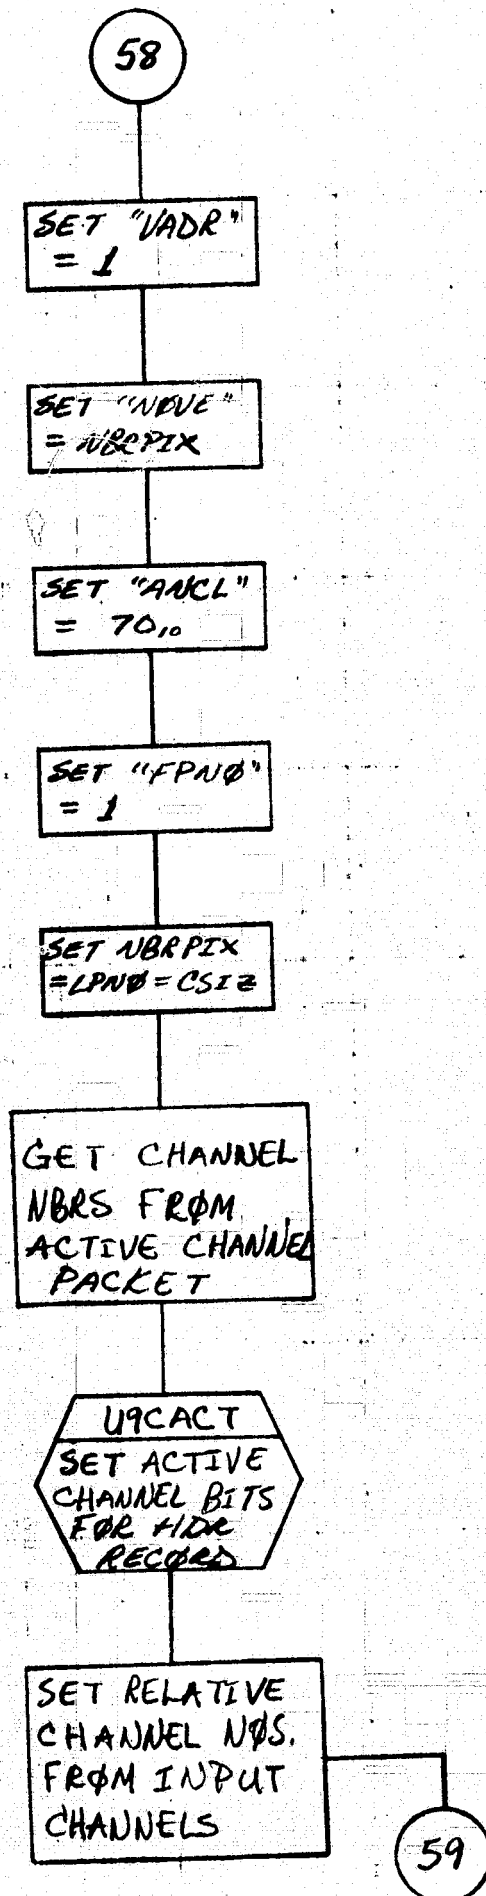 58
SET "VADR"
= 1
SET "NØVE"
= NBCPIX
SET "ANCL"
= 70₁₀
SET "FPNØ"
= 1
SET NBRPIX
=LPNØ=CSIZ
GET CHANNEL
NBRS FRØM
ACTIVE CHANNEL
PACKET
U9CACT
SET ACTIVE
CHANNEL BITS
FØR HDR
RECØRD
SET RELATIVE
CHANNEL NØS.
FRØM INPUT
CHANNELS
59